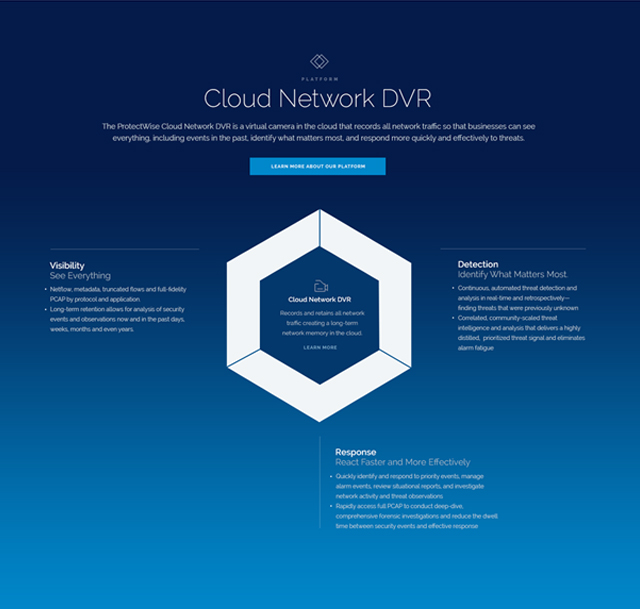 PLATFORM
Cloud Network DVR
The ProtectWise Cloud Network DVR is a virtual camera in the cloud that records all network traffic so that businesses can see
everything, including events in the past, identify what matters most, and respond more quickly and effectively to threats.
LEARN MORE ABOUT OUR PLATFORM
Visibility
See Everything
• Netflow, metadata, truncated flows and full-fidelity
PCAP by protocol and application.
• Long-term retention allows for analysis of security
events and observations now and in the past days,
weeks, months and even years.
Cloud Network DVR
Records and retains all network
traffic creating a long-term
network memory in the cloud.
LEARN MORE
Detection
Identify What Matters Most.
• Continuous, automated threat detection and
analysis in real-time and retrospectively—
finding threats that were previously unknown
• Correlated, community-scaled threat
intelligence and analysis that delivers a highly
distilled, prioritized threat signal and eliminates
alarm fatigue
Response
React Faster and More Effectively
• Quickly identify and respond to priority events, manage
alarm events, review situational reports, and investigate
network activity and threat observations
• Rapidly access full PCAP to conduct deep-dive,
comprehensive forensic investigations and reduce the dwell
time between security events and effective response